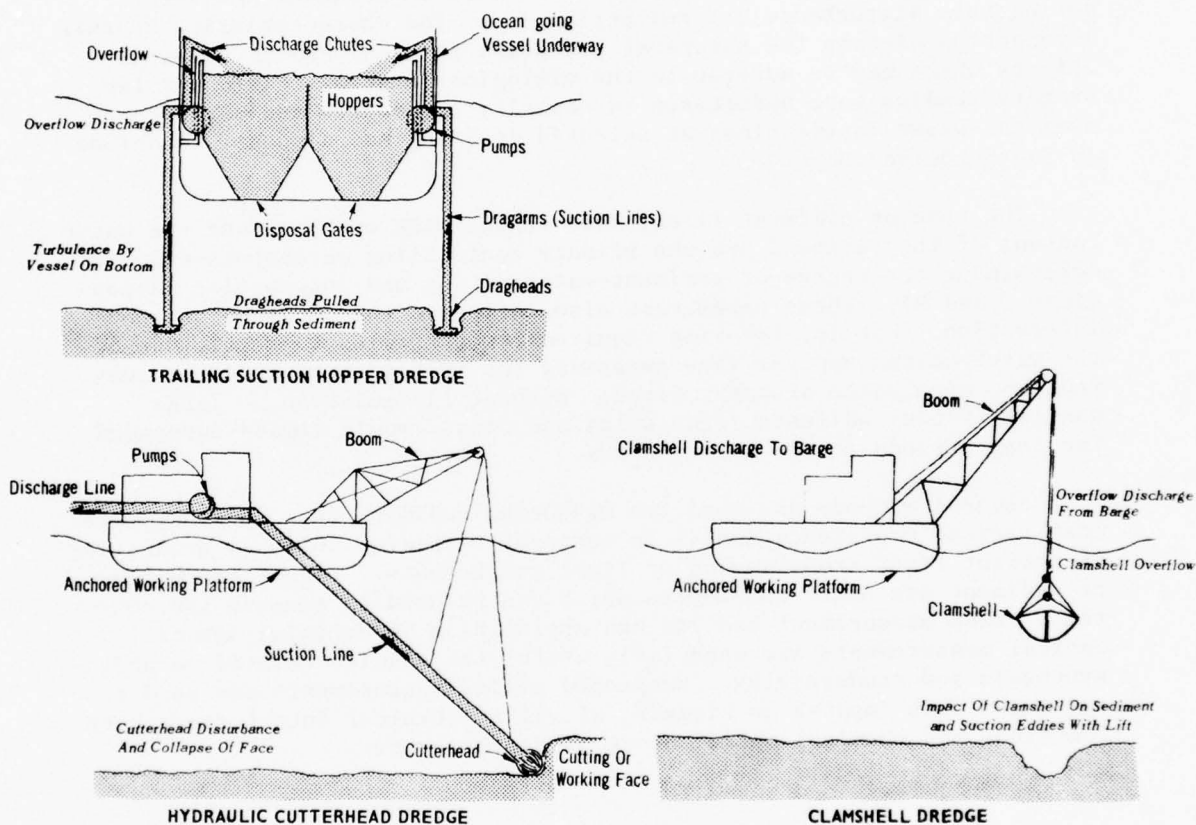 Discharge Chutes
Ocean going
Vessel Underway
Overflow
Hoppers
Overflow Discharge
Pumps
Disposal Gates
Dragarms (Suction Lines)
Turbulence By
Vessel On Bottom
Dragheads Pulled
Through Sediment
Dragheads
TRAILING SUCTION HOPPER DREDGE
Boom
Pumps
Discharge Line
Anchored Working Platform
Suction Line
Cutterhead Disturbance
And Collapse Of Face
Cutterhead
Cutting Or
Working Face
HYDRAULIC CUTTERHEAD DREDGE
Boom
Clamshell Discharge To Barge
Overflow Discharge
From Barge
Anchored Working Platform
Clamshell Overflow
Clamshell
Impact Of Clamshell On Sediment
and Suction Eddies With Lift
CLAMSHELL DREDGE